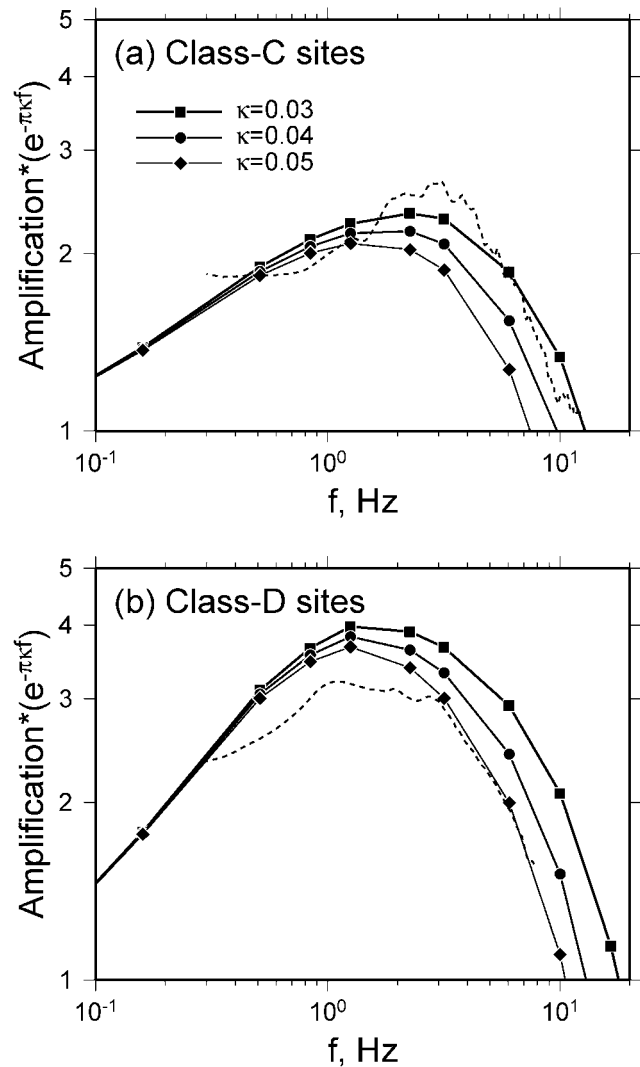 5
(a) Class-C sites
4
κ=0.03
3
κ=0.04
κ=0.05
2
Amplification*(e^-πκf)
1
10^-1
10^0
10^1
f, Hz
5
(b) Class-D sites
4
3
2
Amplification*(e^-πκf)
1
10^-1
10^0
10^1
f, Hz